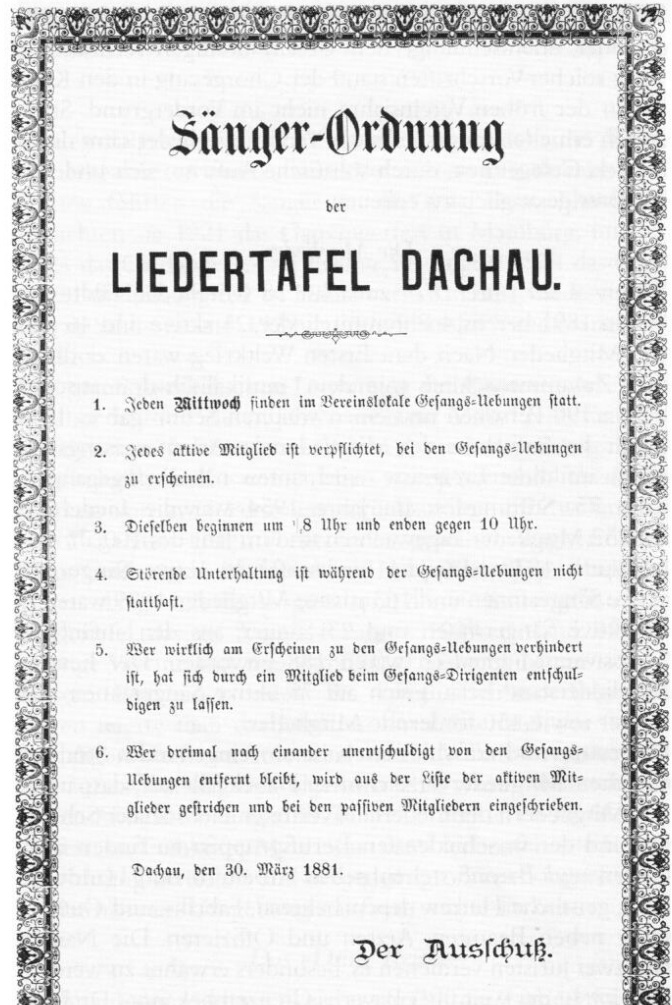 Sänger-Ordnung
der
LIEDERTAFEL DACHAU.
1. Jeden Mittwoch finden im Vereinslokale Gesangs-Uebungen statt.
2. Jedes aktive Mitglied ist verpflichtet, bei den Gesangs-Uebungen
zu erscheinen.
3. Dieselben beginnen um 8 Uhr und enden gegen 10 Uhr.
4. Störende Unterhaltung ist während der Gesangs-Uebungen nicht
statthaft.
5. Wer wirklich am Erscheinen zu den Gesangs-Uebungen verhindert
ist, hat sich durch ein Mitglied beim Gesangs-Dirigenten entschul-
digen zu lassen.
6. Wer dreimal nach einander unentschuldigt von den Gesangs-
Uebungen entfernt bleibt, wird aus der Liste der aktiven Mit-
glieder gestrichen und bei den passiven Mitgliedern eingeschrieben.
Dachau, den 30. März 1881.
Der Ausschuß.